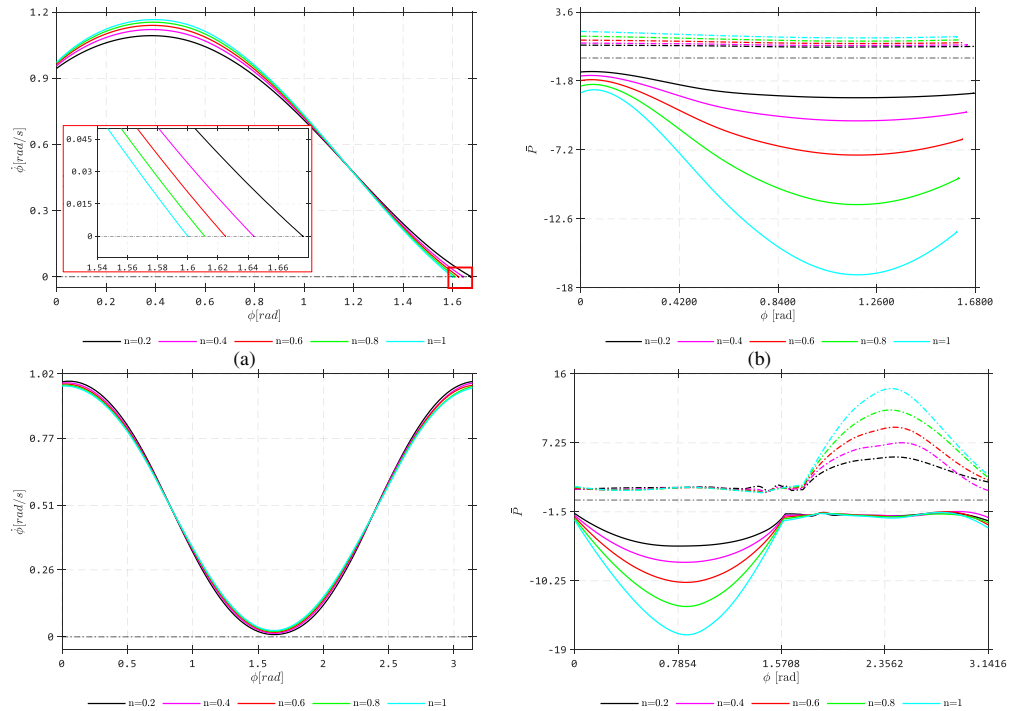 1.2
0.9
0.6
0.3
0
0.045
0.03
0.015
0
1.54 1.56 1.58 1.6 1.62 1.64 1.66
0 0.2 0.4 0.6 0.8 1 1.2 1.4 1.6
ϕ̇[rad/s]
ϕ[rad]
n=0.2 n=0.4 n=0.6 n=0.8 n=1
(a)
3.6
-1.8
-7.2
-12.6
-18
0 0.4200 0.8400 1.2600 1.6800
P̄
ϕ [rad]
n=0.2 n=0.4 n=0.6 n=0.8 n=1
(b)
1.02
0.77
0.51
0.26
0
0 0.5 1 1.5 2 2.5 3
ϕ̇[rad/s]
ϕ[rad]
n=0.2 n=0.4 n=0.6 n=0.8 n=1
16
7.25
-1.5
-10.25
-19
0 0.7854 1.5708 2.3562 3.1416
P̄
ϕ [rad]
n=0.2 n=0.4 n=0.6 n=0.8 n=1